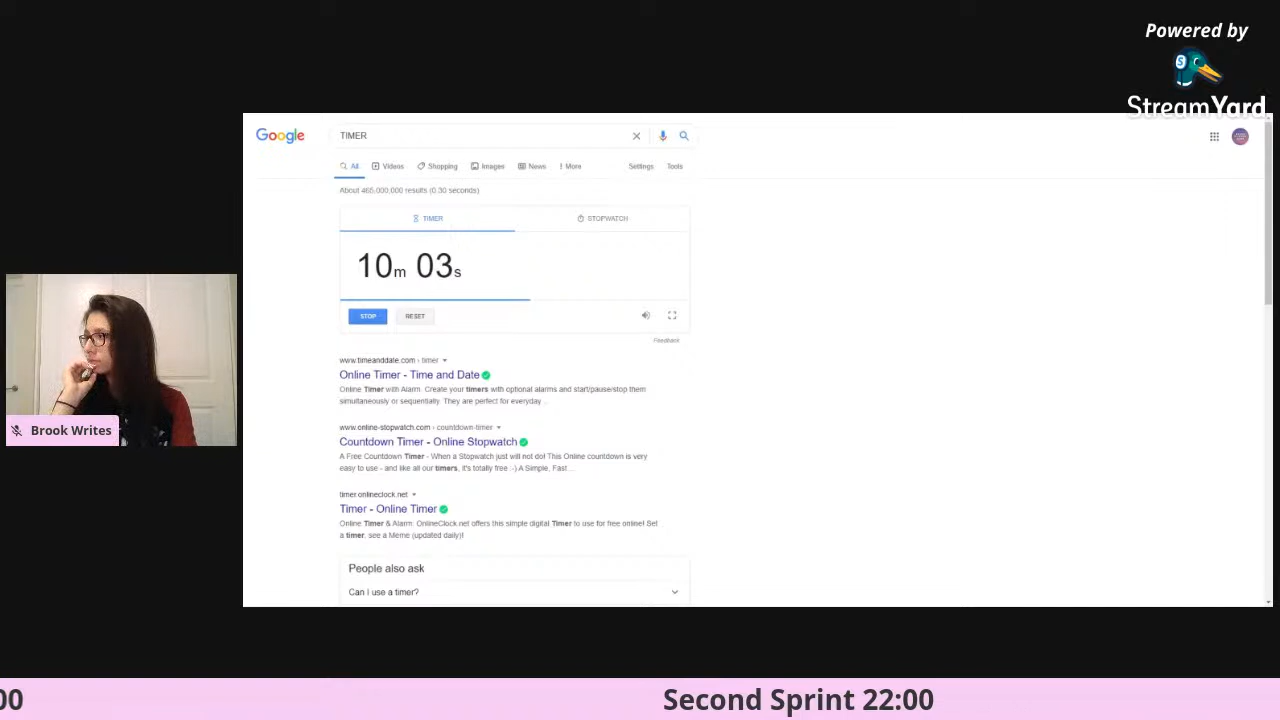 Powered by
StreamYard
Google
TIMER
All Videos Shopping Images News More Settings Tools
About 465,000,000 results (0.30 seconds)
TIMER STOPWATCH
10m 03s
STOP RESET
Feedback
www.timeanddate.com › timer
Online Timer - Time and Date
Online Timer with Alarm. Create your timers with optional alarms and start/pause/stop them
simultaneously or sequentially. They are perfect for everyday ...
www.online-stopwatch.com › countdown-timer
Countdown Timer - Online Stopwatch
A Free Countdown Timer - When a Stopwatch just will not do! This Online countdown is very
easy to use - and like all our timers, it's totally free :-) A Simple, Fast ...
timer.onlineclock.net
Timer - Online Timer
Online Timer & Alarm. OnlineClock.net offers this simple digital Timer to use for free online! Set
a timer, see a Meme (updated daily)!
People also ask
Can i use a timer?
Brook Writes
00 Second Sprint 22:00